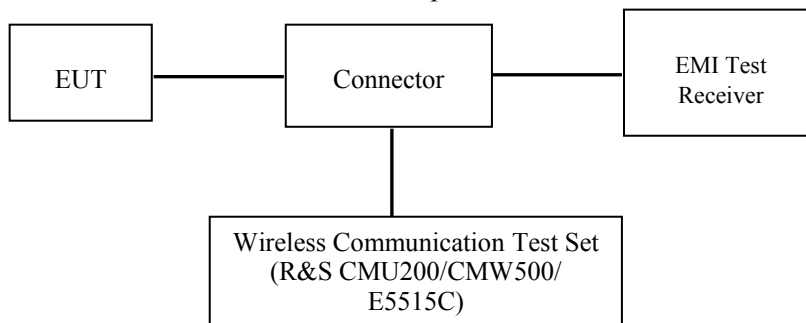 EUT
Connector
EMI Test
Receiver
Wireless Communication Test Set
(R&S CMU200/CMW500/
E5515C)